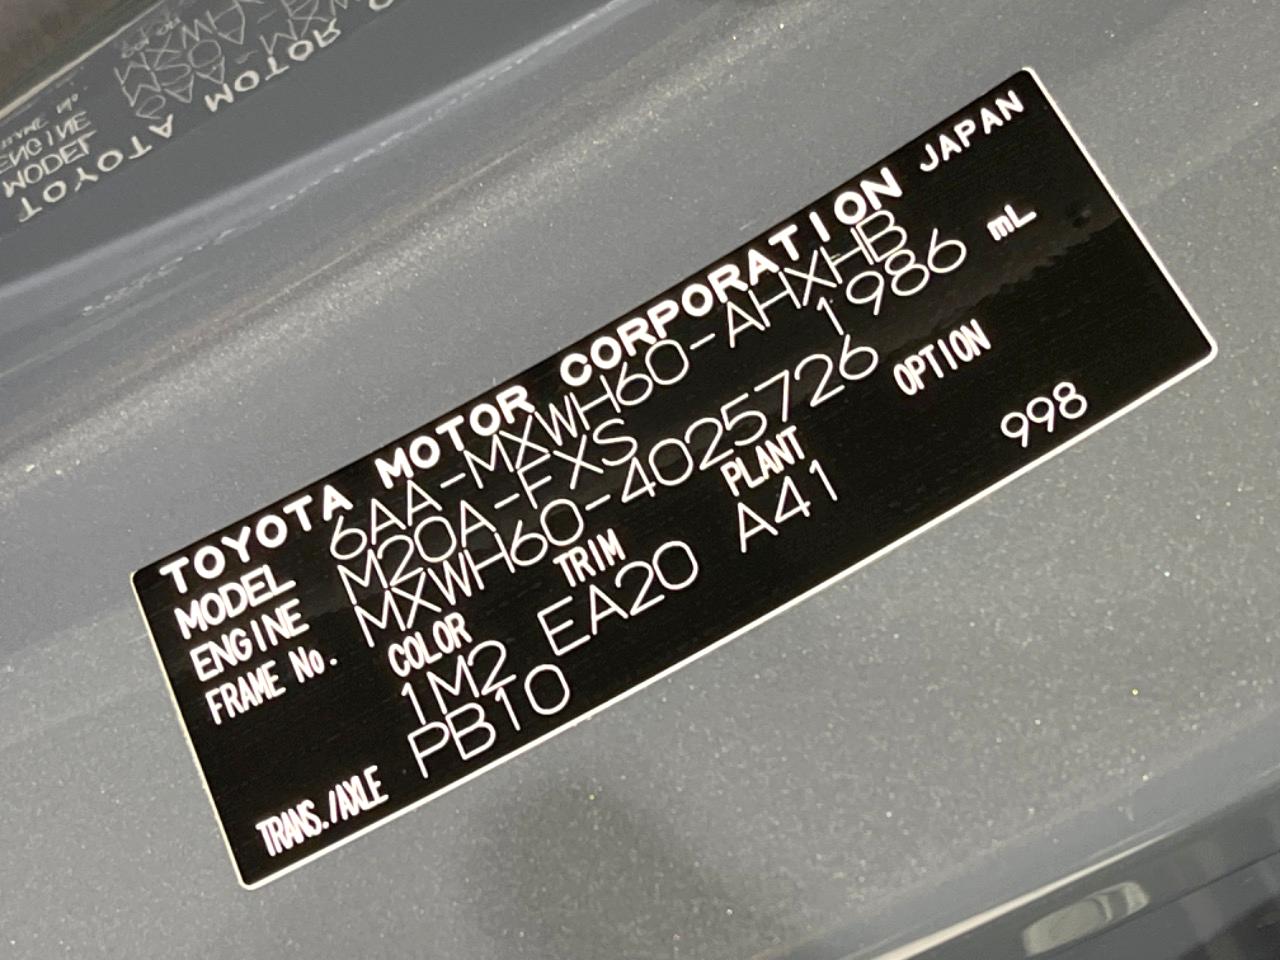 TOYOTA MOTOR CORPORATION JAPAN
MODEL 6AA-MXWH60-AHXHB
ENGINE M20A-FXS 1986 mL
FRAME No. MXWH60-4025726
COLOR TRIM PLANT OPTION
1M2 EA20 A41 998
TRANS./AXLE PB10
TOYOTA MOTOR
MODEL
ENGINE